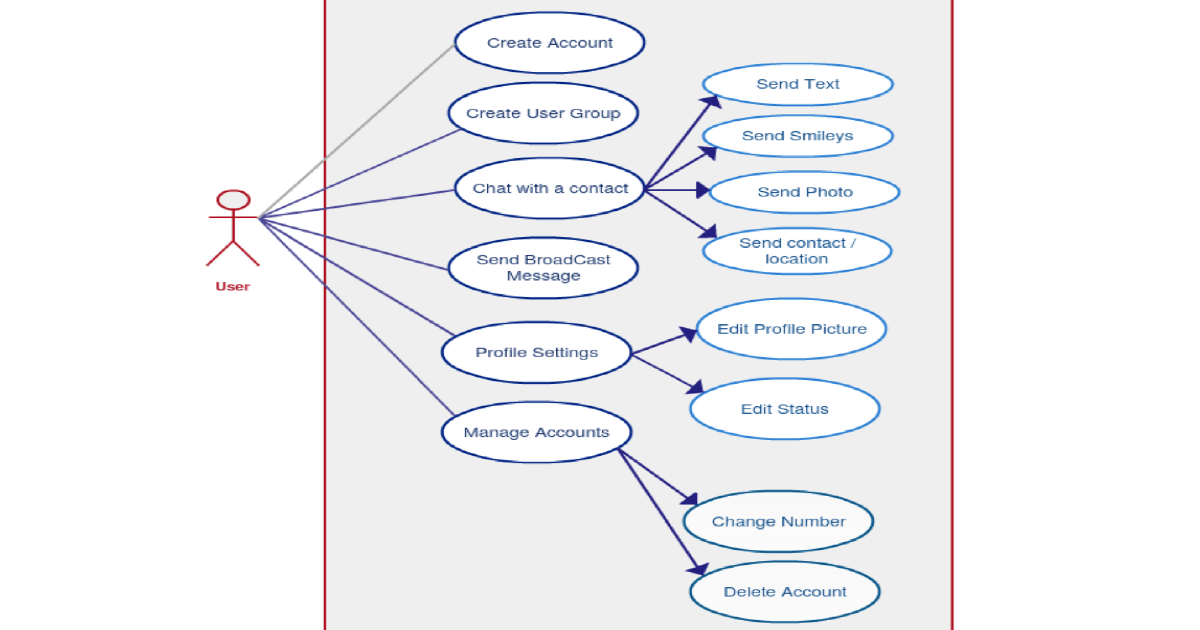 Create Account
Create User Group
Chat with a contact
Send BroadCast
Message
Profile Settings
Manage Accounts
User
Send Text
Send Smileys
Send Photo
Send contact /
location
Edit Profile Picture
Edit Status
Change Number
Delete Account